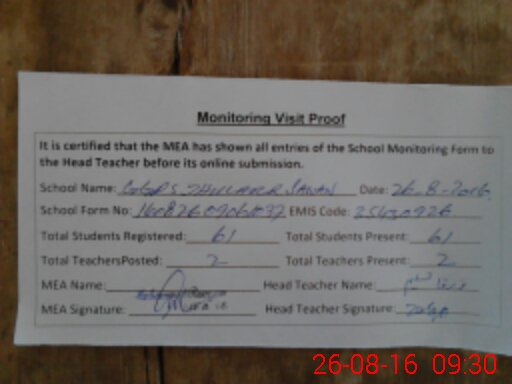 Monitoring Visit Proof
It is certified that the MEA has shown all entries of the School Monitoring Form to
the Head Teacher before its online submission.
School Name: Date: 26-8-2016
School Form No: EMIS Code:
Total Students Registered: 61 Total Students Present: 61
Total TeachersPosted: 2 Total Teachers Present: 2
MEA Name: Head Teacher Name:
MEA Signature: Head Teacher Signature:
26-08-16 09:30